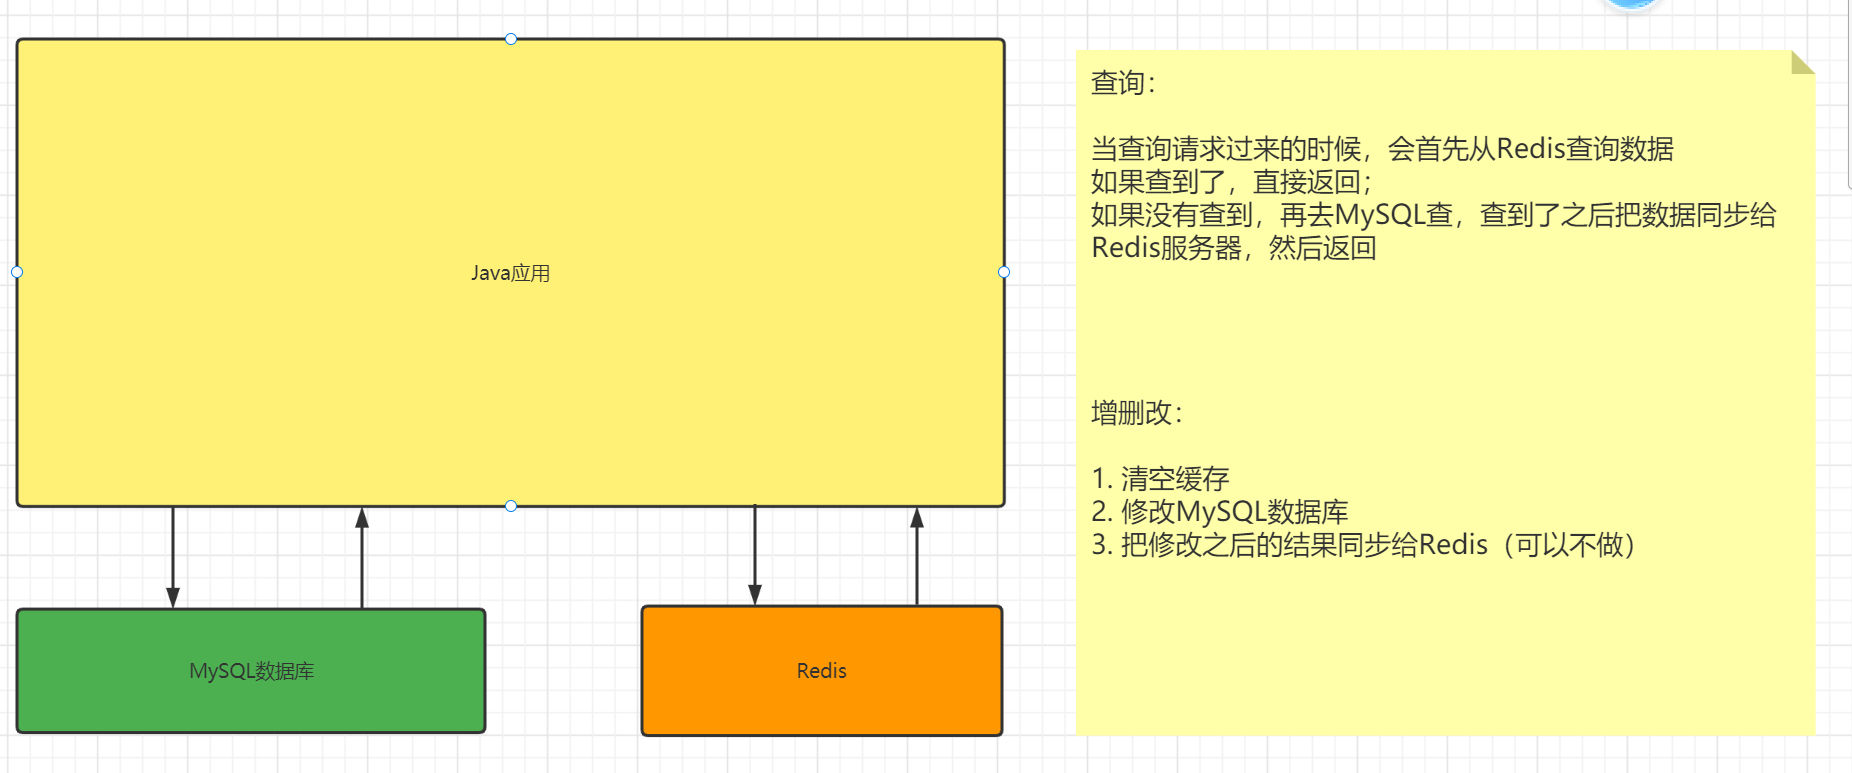 Java应用
MySQL数据库
Redis
查询：
当查询请求过来的时候，会首先从Redis查询数据
如果查到了，直接返回；
如果没有查到，再去MySQL查，查到了之后把数据同步给
Redis服务器，然后返回
增删改：
1. 清空缓存
2. 修改MySQL数据库
3. 把修改之后的结果同步给Redis（可以不做）